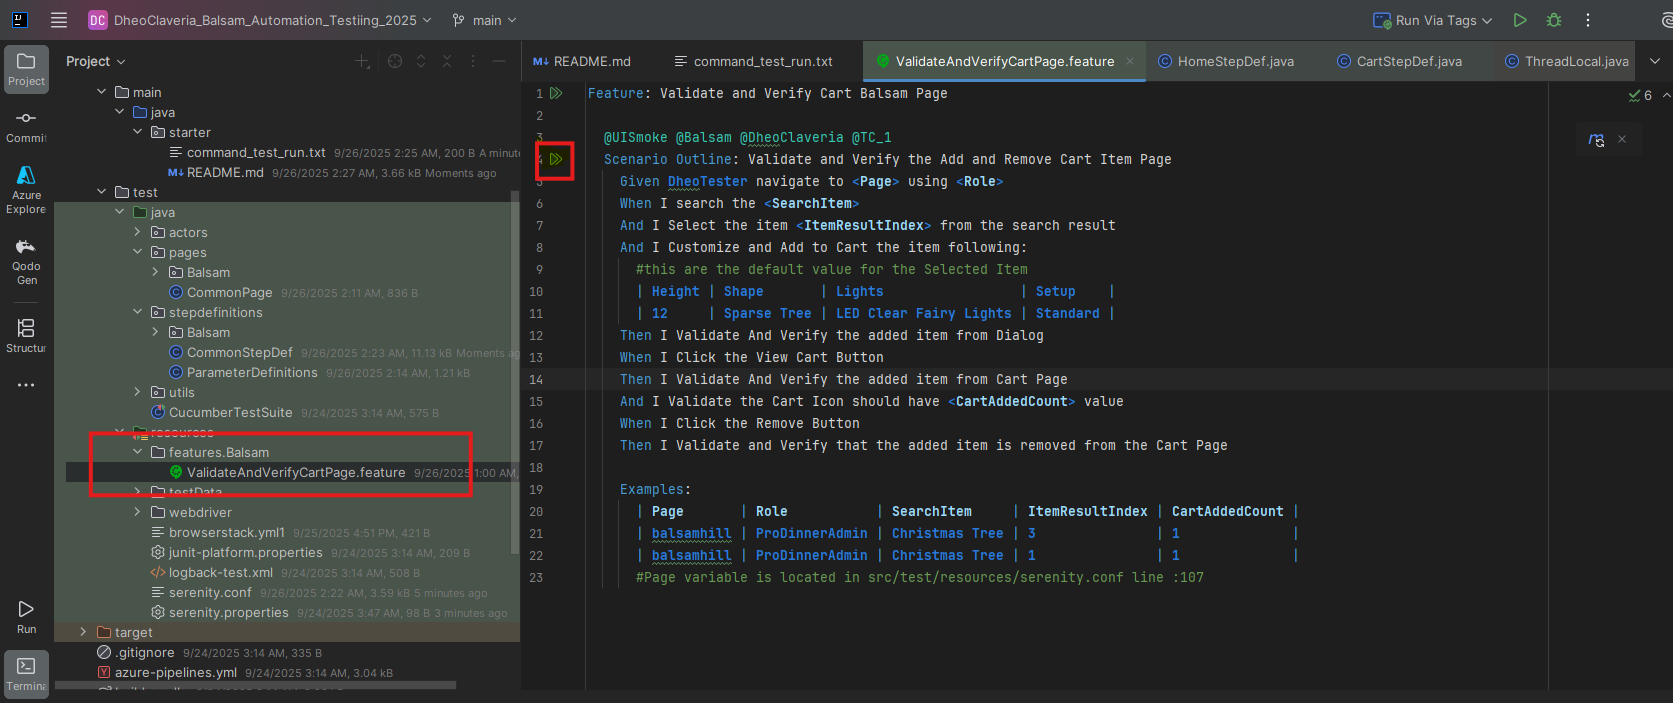 DC DheoClaveria_Balsam_Automation_Testiing_2025 main Run Via Tags
Project
Project
Commit
Azure
Explore
Qodo
Gen
Structur
Run
Termina
main
java
starter
command_test_run.txt 9/26/2025 2:25 AM, 200 B A minut
README.md 9/26/2025 2:27 AM, 3.66 kB Moments ago
test
java
actors
pages
Balsam
CommonPage 9/26/2025 2:11 AM, 836 B
stepdefinitions
Balsam
CommonStepDef 9/26/2025 2:23 AM, 11.13 kB Moments ag
ParameterDefinitions 9/26/2025 2:14 AM, 1.21 kB
utils
CucumberTestSuite 9/24/2025 3:14 AM, 575 B
resources
features.Balsam
ValidateAndVerifyCartPage.feature 9/26/2025 1:00 AM,
testData
webdriver
browserstack.yml1 9/25/2025 4:51 PM, 421 B
junit-platform.properties 9/24/2025 3:14 AM, 209 B
logback-test.xml 9/24/2025 3:14 AM, 508 B
serenity.conf 9/26/2025 2:22 AM, 3.59 kB 5 minutes ago
serenity.properties 9/24/2025 3:47 AM, 98 B 3 minutes ago
target
.gitignore 9/24/2025 3:14 AM, 335 B
azure-pipelines.yml 9/24/2025 3:14 AM, 3.04 kB
README.md command_test_run.txt ValidateAndVerifyCartPage.feature HomeStepDef.java CartStepDef.java ThreadLocal.java
6
1 Feature: Validate and Verify Cart Balsam Page
2
3 @UISmoke @Balsam @DheoClaveria @TC_1
4 Scenario Outline: Validate and Verify the Add and Remove Cart Item Page
5 Given DheoTester navigate to <Page> using <Role>
6 When I search the <SearchItem>
7 And I Select the item <ItemResultIndex> from the search result
8 And I Customize and Add to Cart the item following:
9 #this are the default value for the Selected Item
10 | Height | Shape | Lights | Setup |
11 | 12 | Sparse Tree | LED Clear Fairy Lights | Standard |
12 Then I Validate And Verify the added item from Dialog
13 When I Click the View Cart Button
14 Then I Validate And Verify the added item from Cart Page
15 And I Validate the Cart Icon should have <CartAddedCount> value
16 When I Click the Remove Button
17 Then I Validate and Verify that the added item is removed from the Cart Page
18
19 Examples:
20 | Page | Role | SearchItem | ItemResultIndex | CartAddedCount |
21 | balsamhill | ProDinnerAdmin | Christmas Tree | 3 | 1 |
22 | balsamhill | ProDinnerAdmin | Christmas Tree | 1 | 1 |
23 #Page variable is located in src/test/resources/serenity.conf line :107